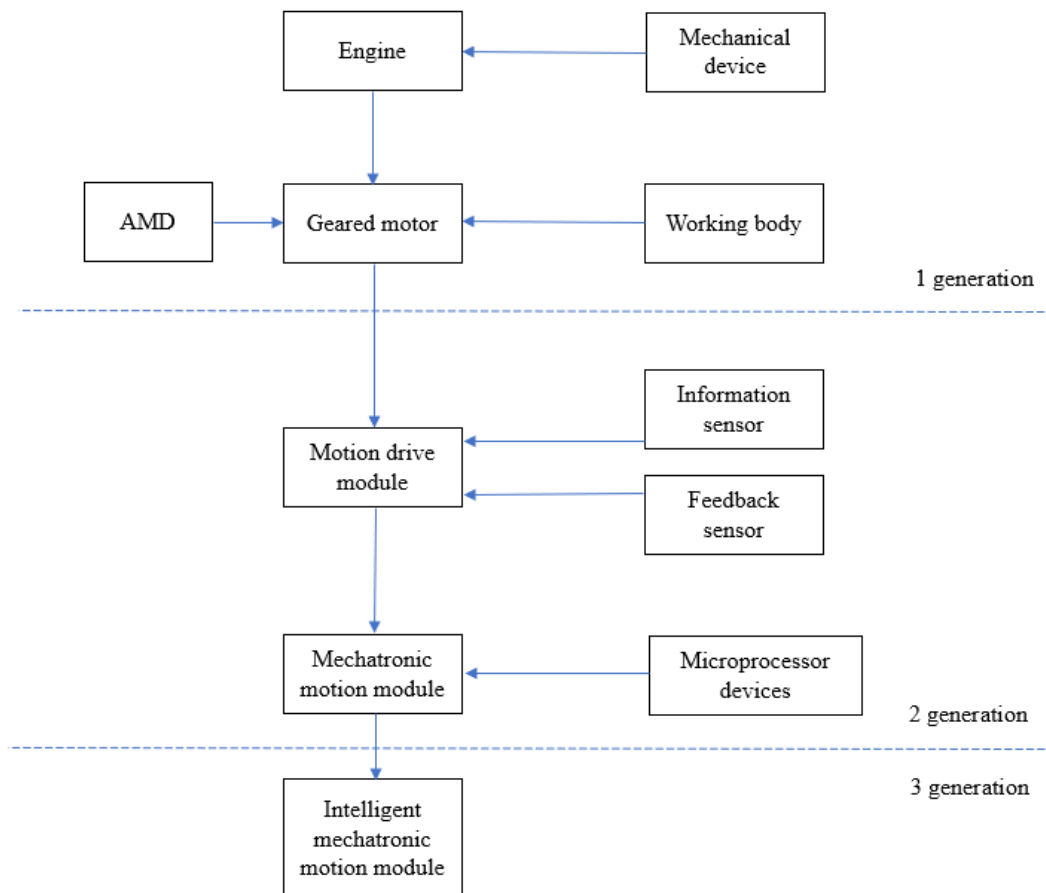 Engine
Mechanical
device
AMD
Geared motor
Working body
1 generation
Information
sensor
Motion drive
module
Feedback
sensor
Mechatronic
motion module
Microprocessor
devices
2 generation
3 generation
Intelligent
mechatronic
motion module